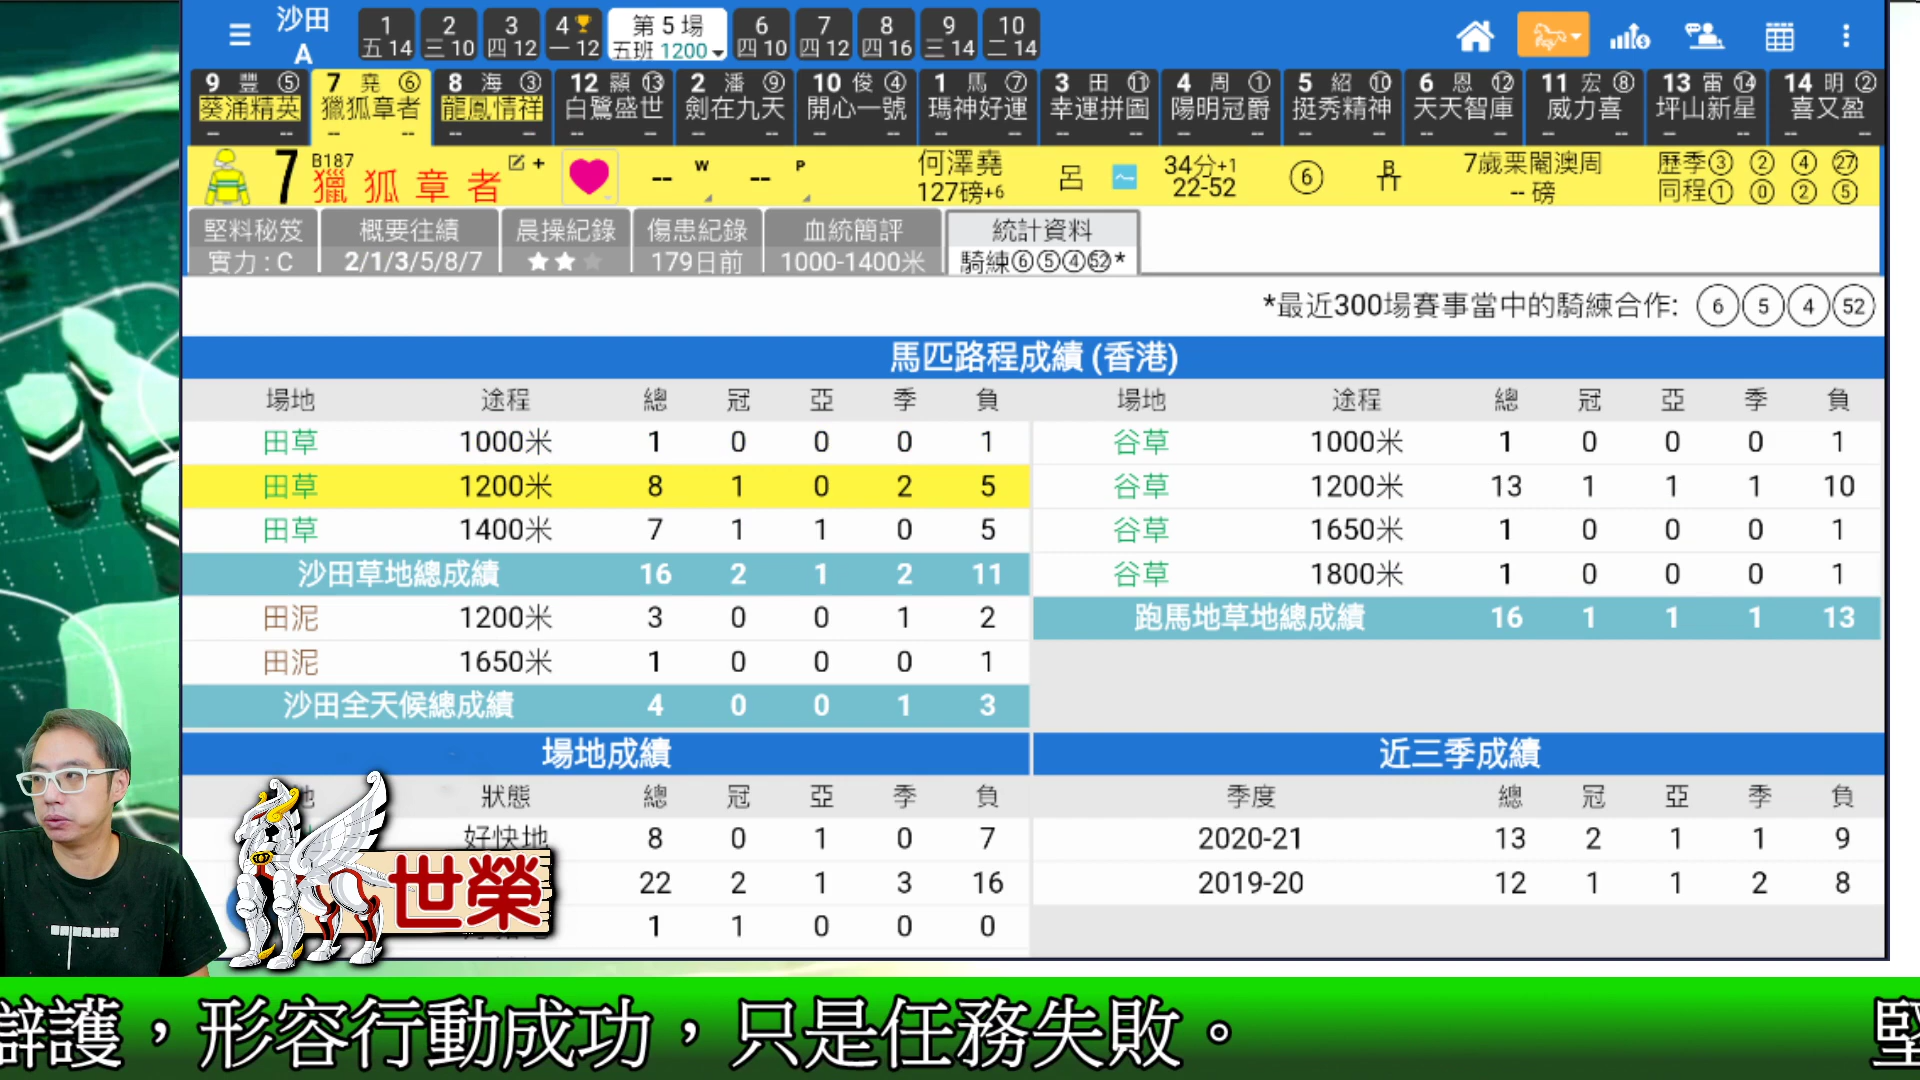 沙田 A
1 五 14
2 三 10
3 四 12
4 一 12
第 5 場 五班 1200
6 四 10
7 四 12
8 四 16
9 三 14
10 二 14
9 豐 ⑤ 葵涌精英 -- --
7 堯 ⑥ 獵狐章者 -- --
8 海 ③ 龍鳳情祥 -- --
12 顯 ⑬ 白鷺盛世 -- --
2 潘 ⑨ 劍在九天 -- --
10 俊 ④ 開心一號 -- --
1 馬 ⑦ 瑪神好運 -- --
3 田 ⑪ 幸運拼圖 -- --
4 周 ① 陽明冠爵 -- --
5 紹 ⑩ 挺秀精神 -- --
6 恩 ⑫ 天天智庫 -- --
11 宏 ⑧ 威力喜 -- --
13 雷 ⑭ 坪山新星 -- --
14 明 ② 喜又盈 -- --
7 B187 獵狐章者 + -- W -- P 何澤堯 127磅+6 呂 34分+1 22-52 ⑥ B 7歲栗閹澳周 -- 磅 歷季③②④㉗ 同程①⓪②⑤
堅料秘笈 概要往績 晨操紀錄 傷患紀錄 血統簡評 統計資料
實力 : C 2/1/3/5/8/7 ★★★ 179日前 1000-1400米 騎練⑥⑤④52*
*最近300場賽事當中的騎練合作: 6 5 4 52
馬匹路程成績 (香港)
場地 途程 總 冠 亞 季 負 場地 途程 總 冠 亞 季 負
田草 1000米 1 0 0 0 1 谷草 1000米 1 0 0 0 1
田草 1200米 8 1 0 2 5 谷草 1200米 13 1 1 1 10
田草 1400米 7 1 1 0 5 谷草 1650米 1 0 0 0 1
沙田草地總成績 16 2 1 2 11 谷草 1800米 1 0 0 0 1
田泥 1200米 3 0 0 1 2 跑馬地草地總成績 16 1 1 1 13
田泥 1650米 1 0 0 0 1
沙田全天候總成績 4 0 0 1 3
場地成績 近三季成績
地 狀態 總 冠 亞 季 負 季度 總 冠 亞 季 負
好快地 8 0 1 0 7 2020-21 13 2 1 1 9
22 2 1 3 16 2019-20 12 1 1 2 8
1 1 0 0 0
世榮
辯護，形容行動成功，只是任務失敗。 堅